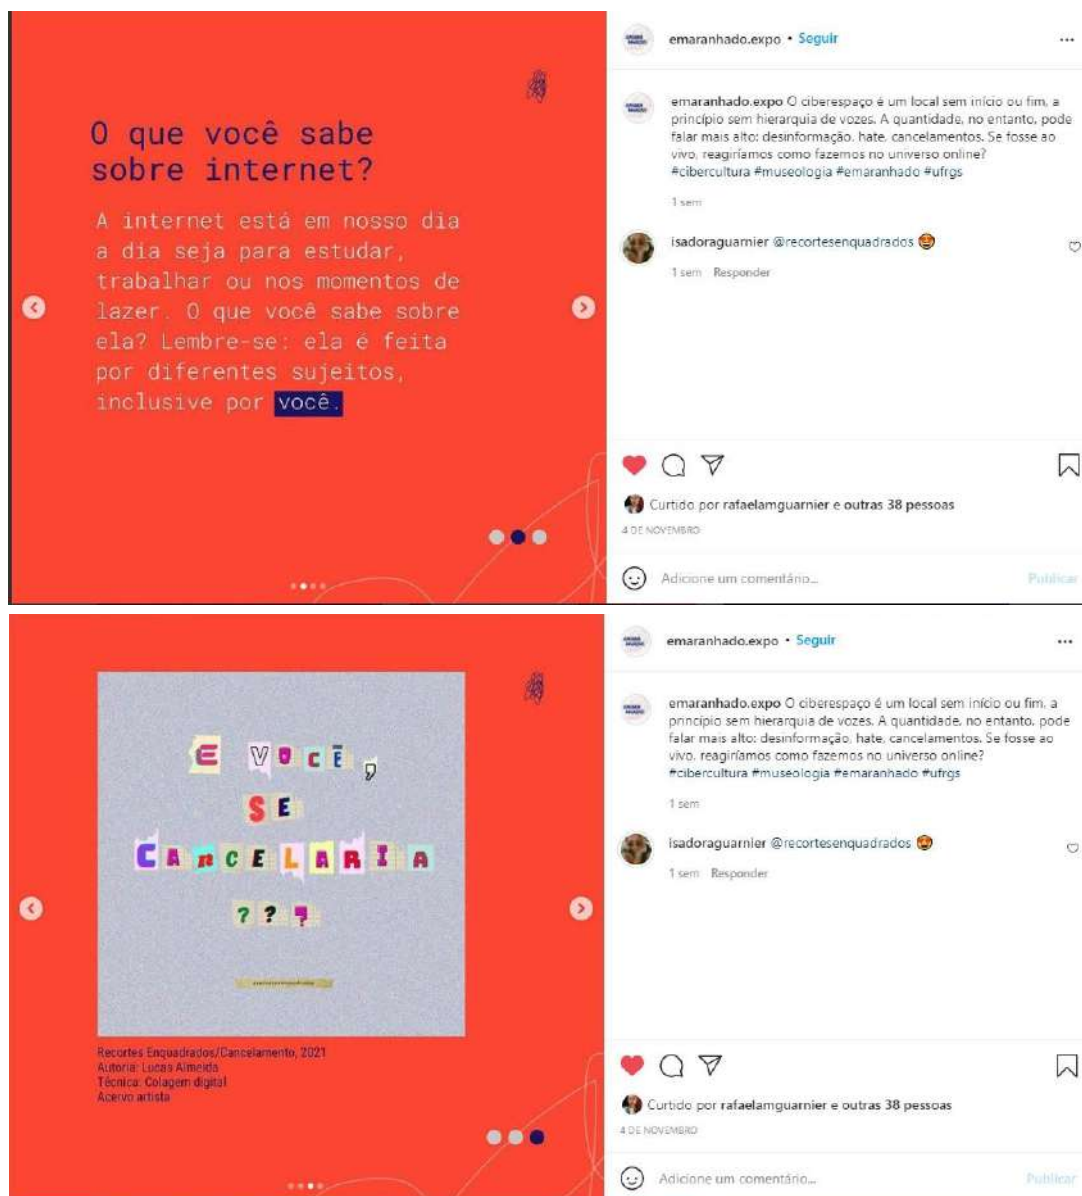 emaranhado.expo • Seguir
O que você sabe
sobre internet?
A internet está em nosso dia
a dia seja para estudar,
trabalhar ou nos momentos de
lazer. O que você sabe sobre
ela? Lembre-se: ela é feita
por diferentes sujeitos,
inclusive por você.
emaranhado.expo O ciberespaço é um local sem início ou fim, a
princípio sem hierarquia de vozes. A quantidade, no entanto, pode
falar mais alto: desinformação, hate, cancelamentos. Se fosse ao
vivo, reagiríamos como fazemos no universo online?
#cibercultura #museologia #emaranhado #ufrgs
1 sem
isadoraguarnier @recortesenquadrados
1 sem Responder
Curtido por rafaelamguarnier e outras 38 pessoas
4 DE NOVEMBRO
Adicione um comentário...
Publicar
emaranhado.expo • Seguir
E VOCÊ,
SE
CAnCELARIA
???
Recortes Enquadrados/Cancelamento, 2021
Autoria: Lucas Almeida
Técnica: Colagem digital
Acervo artista
emaranhado.expo O ciberespaço é um local sem início ou fim, a
princípio sem hierarquia de vozes. A quantidade, no entanto, pode
falar mais alto: desinformação, hate, cancelamentos. Se fosse ao
vivo, reagiríamos como fazemos no universo online?
#cibercultura #museologia #emaranhado #ufrgs
1 sem
isadoraguarnier @recortesenquadrados
1 sem Responder
Curtido por rafaelamguarnier e outras 38 pessoas
4 DE NOVEMBRO
Adicione um comentário...
Publicar